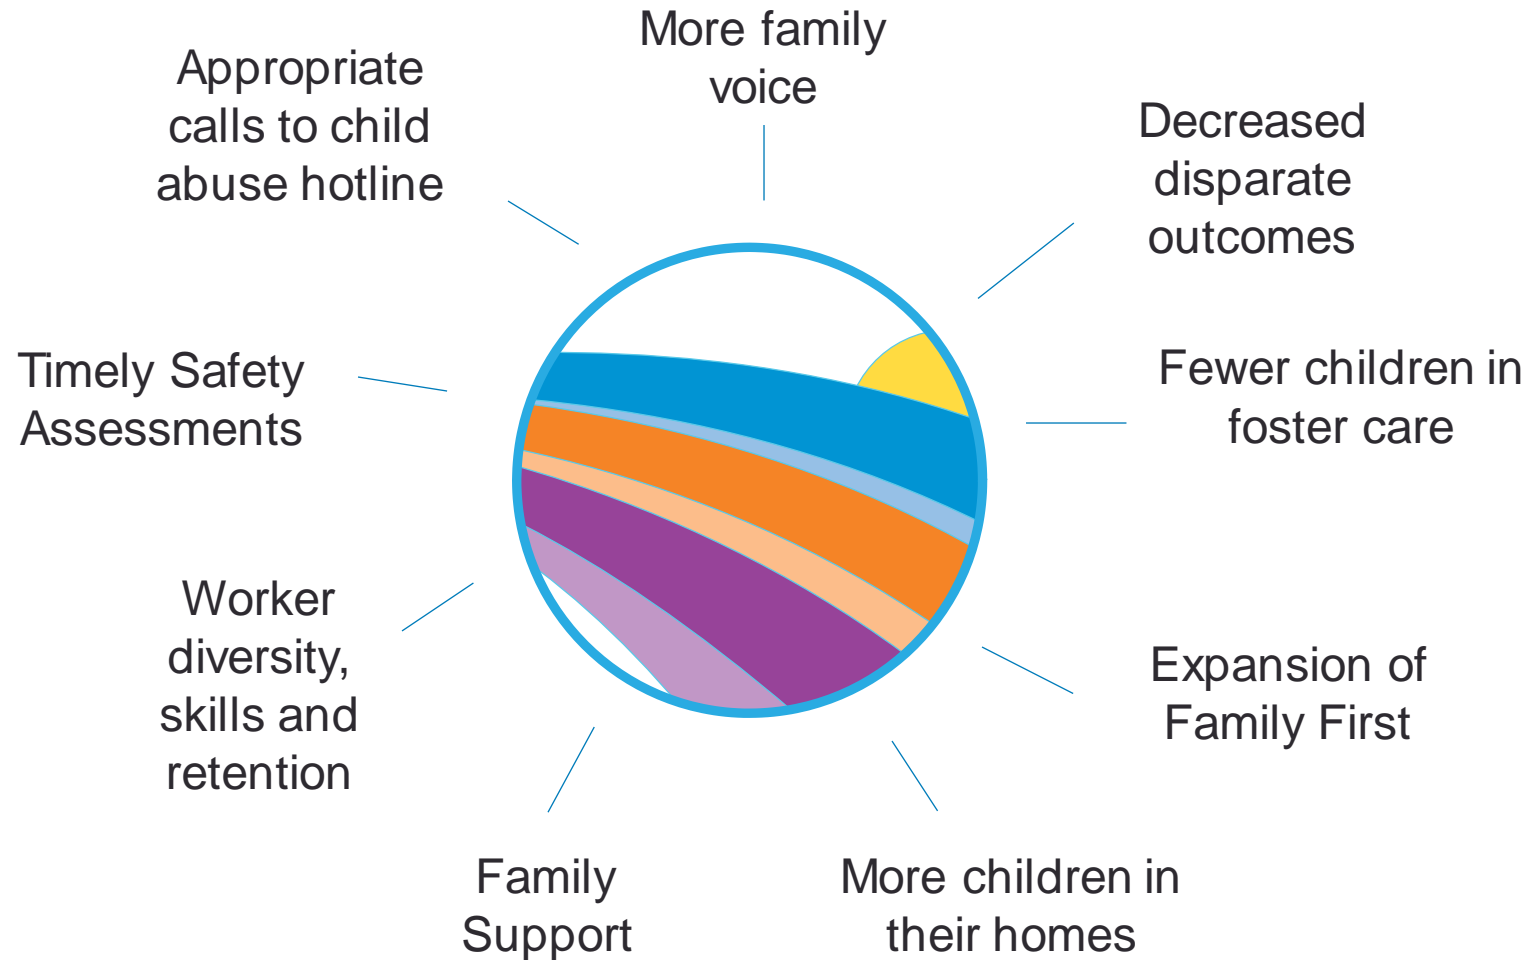 More family
voice
Decreased
disparate
outcomes
Fewer children in
foster care
Expansion of
Family First
More children in
their homes
Family
Support
Worker
diversity,
skills and
retention
Timely Safety
Assessments
Appropriate
calls to child
abuse hotline